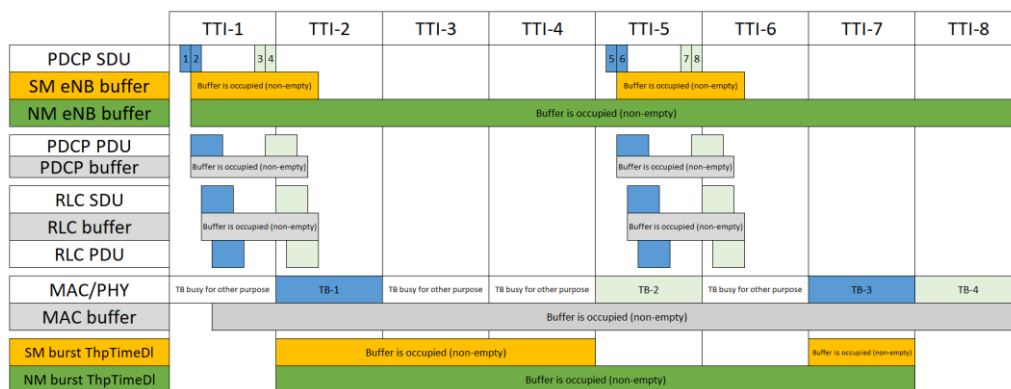 TTI-1 TTI-2 TTI-3 TTI-4 TTI-5 TTI-6 TTI-7 TTI-8
PDCP SDU 1 2 3 4 5 6 7 8
SM eNB buffer Buffer is occupied (non-empty) Buffer is occupied (non-empty)
NM eNB buffer Buffer is occupied (non-empty)
PDCP PDU
PDCP buffer Buffer is occupied (non-empty) Buffer is occupied (non-empty)
RLC SDU
RLC buffer Buffer is occupied (non-empty) Buffer is occupied (non-empty)
RLC PDU
MAC/PHY TB busy for other purpose TB-1 TB busy for other purpose TB busy for other purpose TB-2 TB busy for other purpose TB-3 TB-4
MAC buffer Buffer is occupied (non-empty)
SM burst ThpTimeDl Buffer is occupied (non-empty) Buffer is occupied (non-empty)
NM burst ThpTimeDl Buffer is occupied (non-empty)